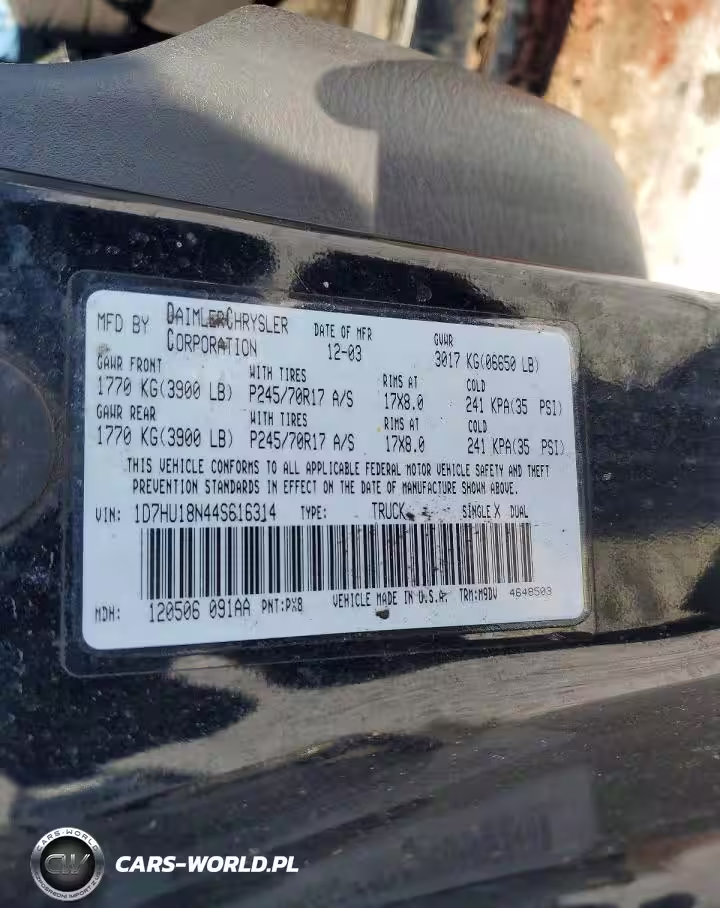 MFD BY DAIMLERCHRYSLER CORPORATION
DATE OF MFR 12-03
GVWR 3017 KG(06650 LB)
GAWR FRONT WITH TIRES RIMS AT COLD
1770 KG(3900 LB) P245/70R17 A/S 17X8.0 241 KPA(35 PSI)
GAWR REAR WITH TIRES RIMS AT COLD
1770 KG(3900 LB) P245/70R17 A/S 17X8.0 241 KPA(35 PSI)
THIS VEHICLE CONFORMS TO ALL APPLICABLE FEDERAL MOTOR VEHICLE SAFETY AND THEFT
PREVENTION STANDARDS IN EFFECT ON THE DATE OF MANUFACTURE SHOWN ABOVE.
VIN: 1D7HU18N44S616314 TYPE: TRUCK SINGLE X DUAL
MDH: 120506 091AA PNT:PX8 VEHICLE MADE IN U.S.A. TRM:M9DV 4648503
CARS-WORLD
CW
CARS-WORLD.PL